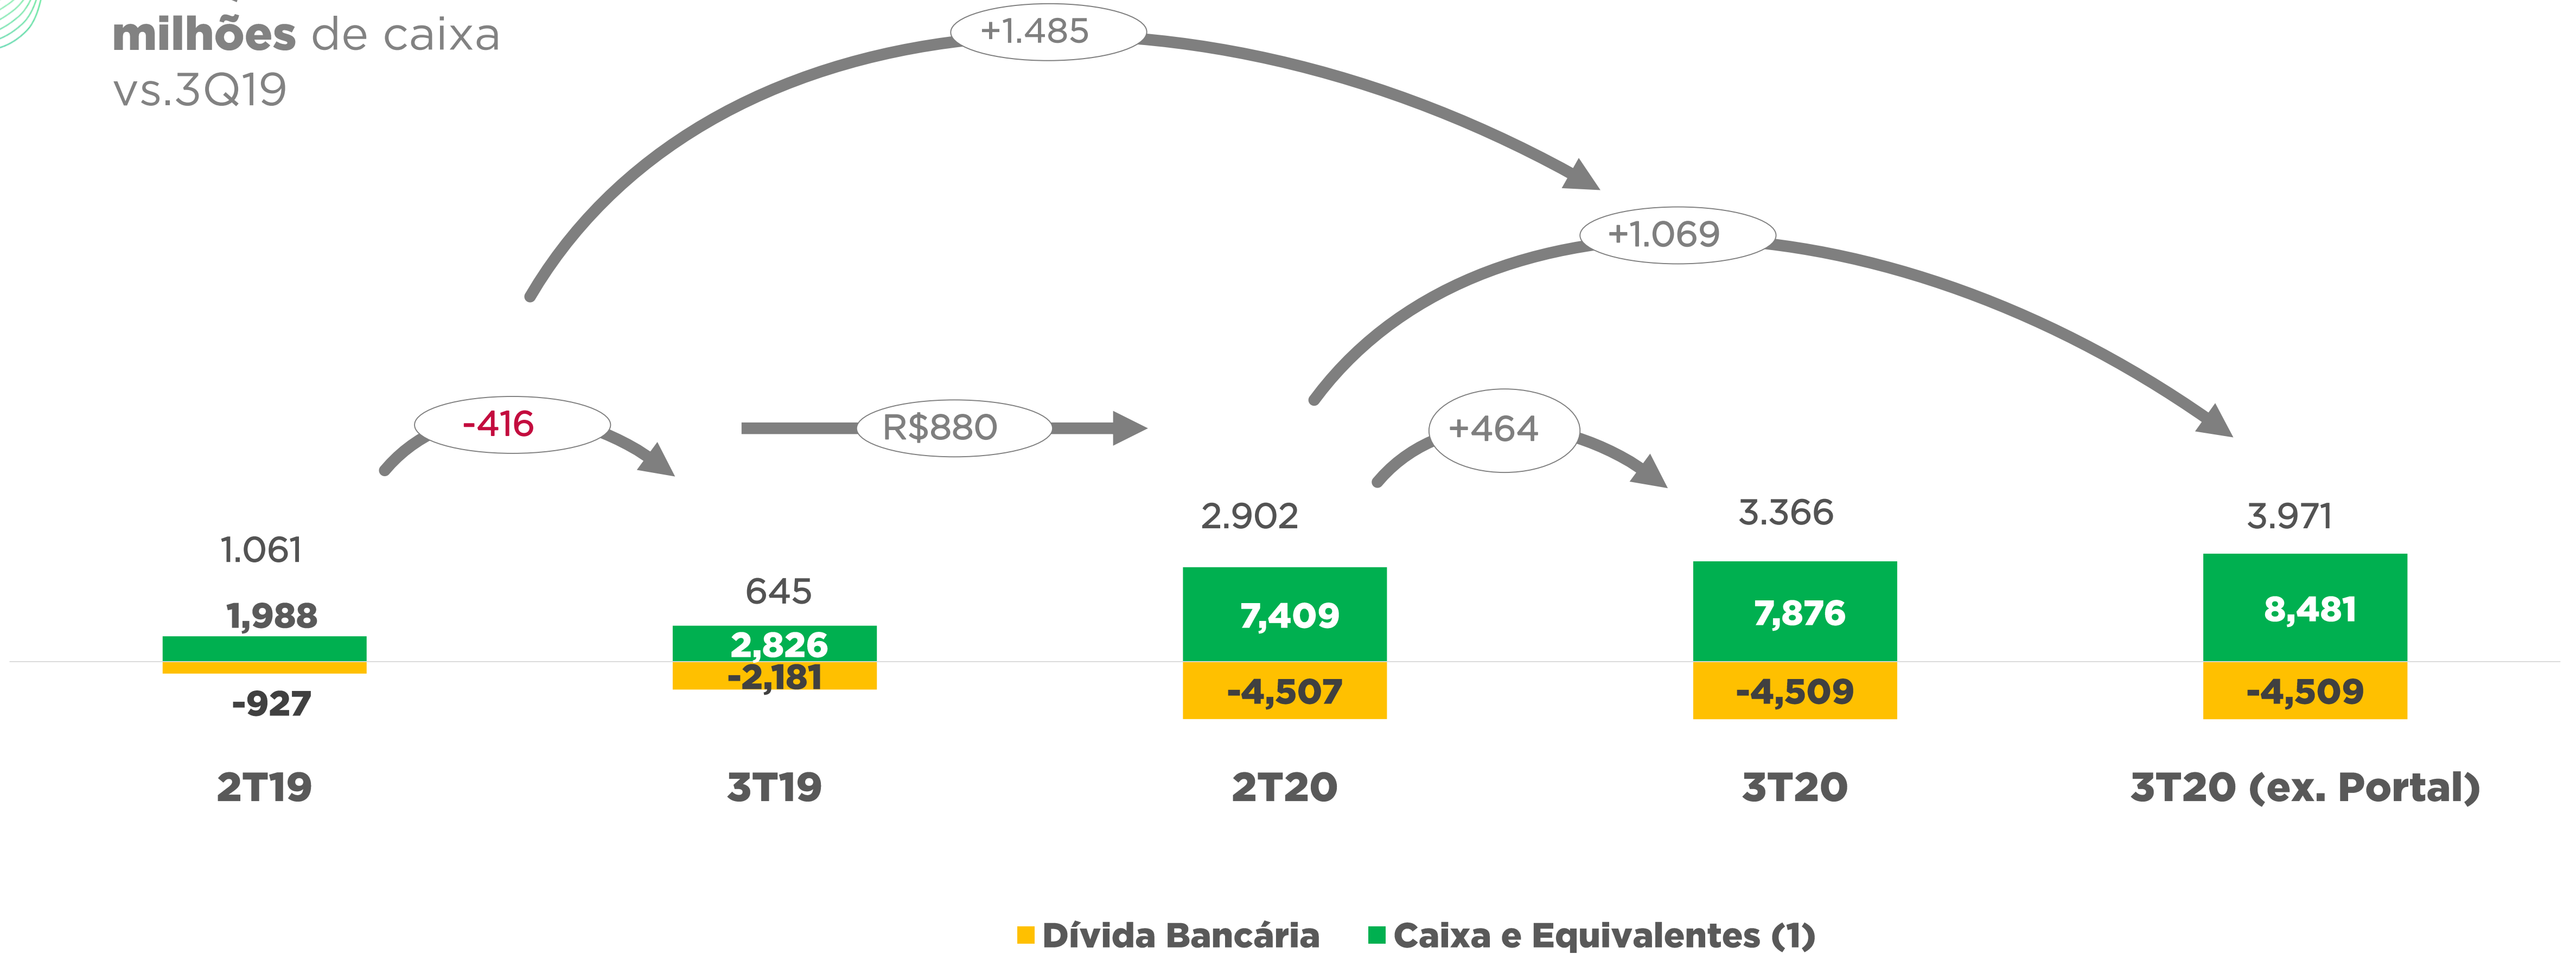 milhões de caixa
vs.3Q19
+1.485
+1.069
-416
R$880
+464
1.061
645
2.902
3.366
3.971
1,988
2,826
7,409
7,876
8,481
-927
-2,181
-4,507
-4,509
-4,509
2T19
3T19
2T20
3T20
3T20 (ex. Portal)
Dívida Bancária
Caixa e Equivalentes (1)